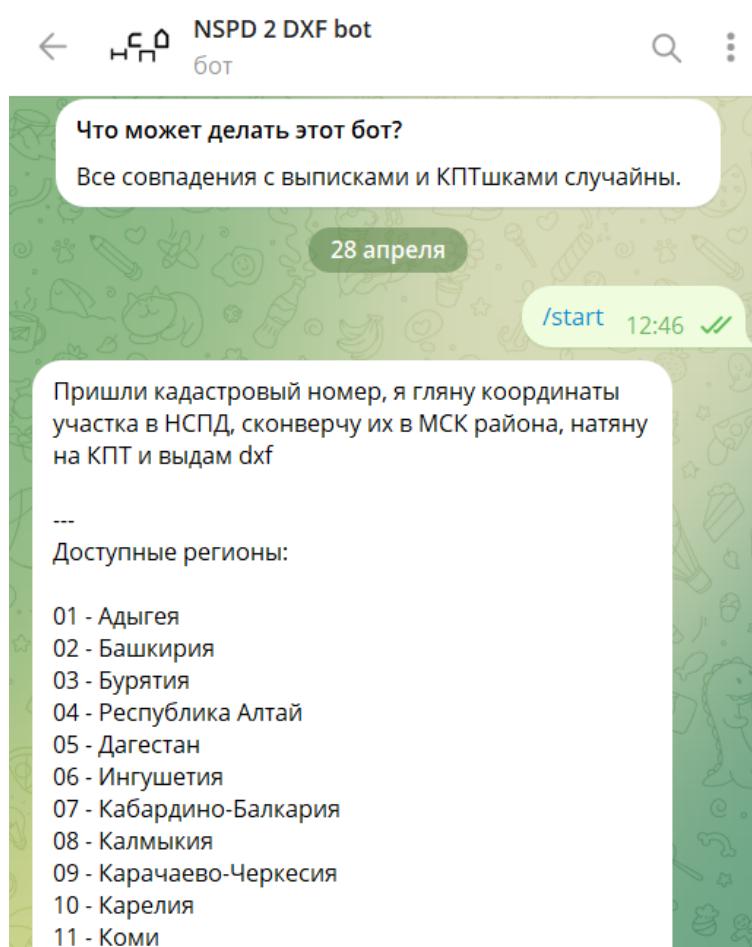 NSPD 2 DXF bot
бот
Что может делать этот бот?
Все совпадения с выписками и КПТшками случайны.
28 апреля
/start 12:46
Пришли кадастровый номер, я гляну координаты
участка в НСПД, сконверчу их в МСК района, натяну
на КПТ и выдам dxf
---
Доступные регионы:
01 - Адыгея
02 - Башкирия
03 - Бурятия
04 - Республика Алтай
05 - Дагестан
06 - Ингушетия
07 - Кабардино-Балкария
08 - Калмыкия
09 - Карачаево-Черкесия
10 - Карелия
11 - Коми